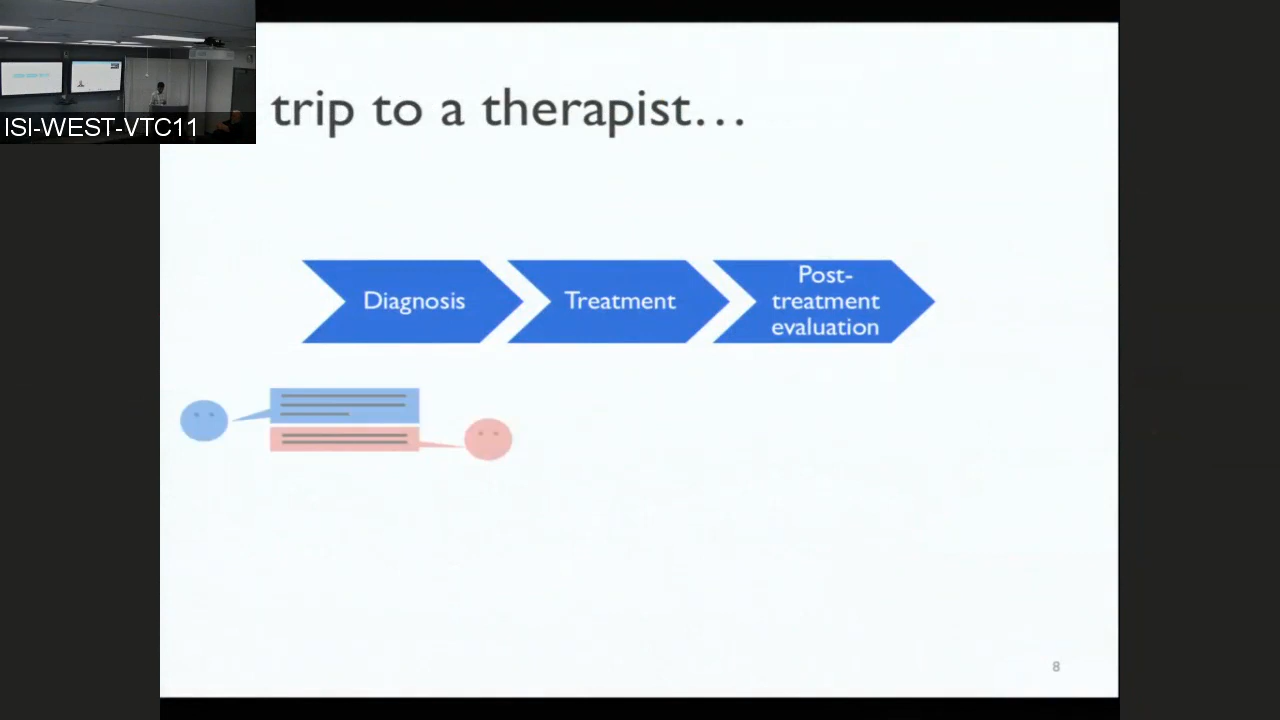 ISI-WEST-VTC11
trip to a therapist...
Diagnosis
Treatment
Post-
treatment
evaluation
8